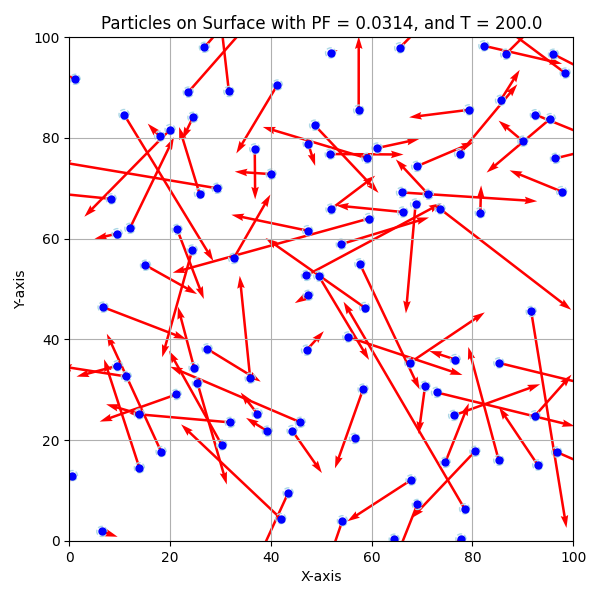 Particles on Surface with PF = 0.0314, and T = 200.0
100
80
60
40
20
0
Y-axis
0 20 40 60 80 100
X-axis